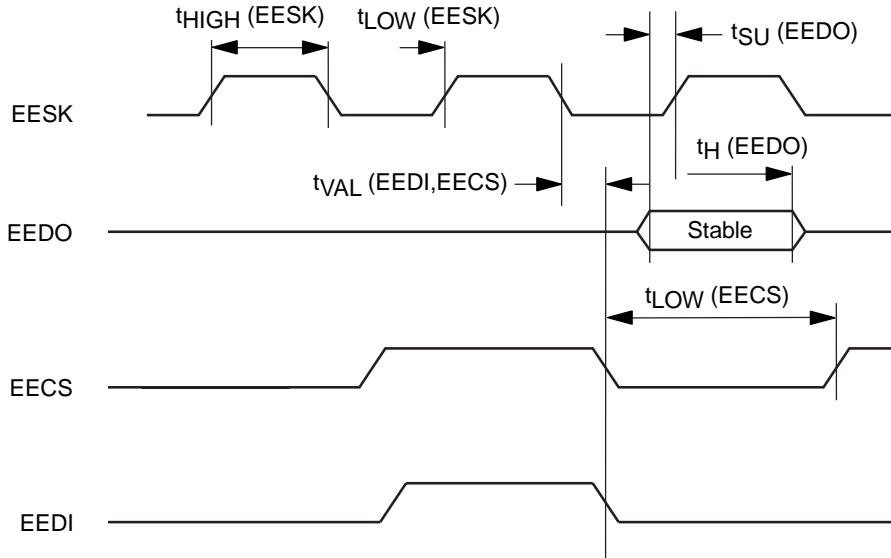 tHIGH (EESK)
tLOW (EESK)
tSU (EEDO)
EESK
tH (EEDO)
tVAL (EEDI,EECS)
EEDO
Stable
tLOW (EECS)
EECS
EEDI